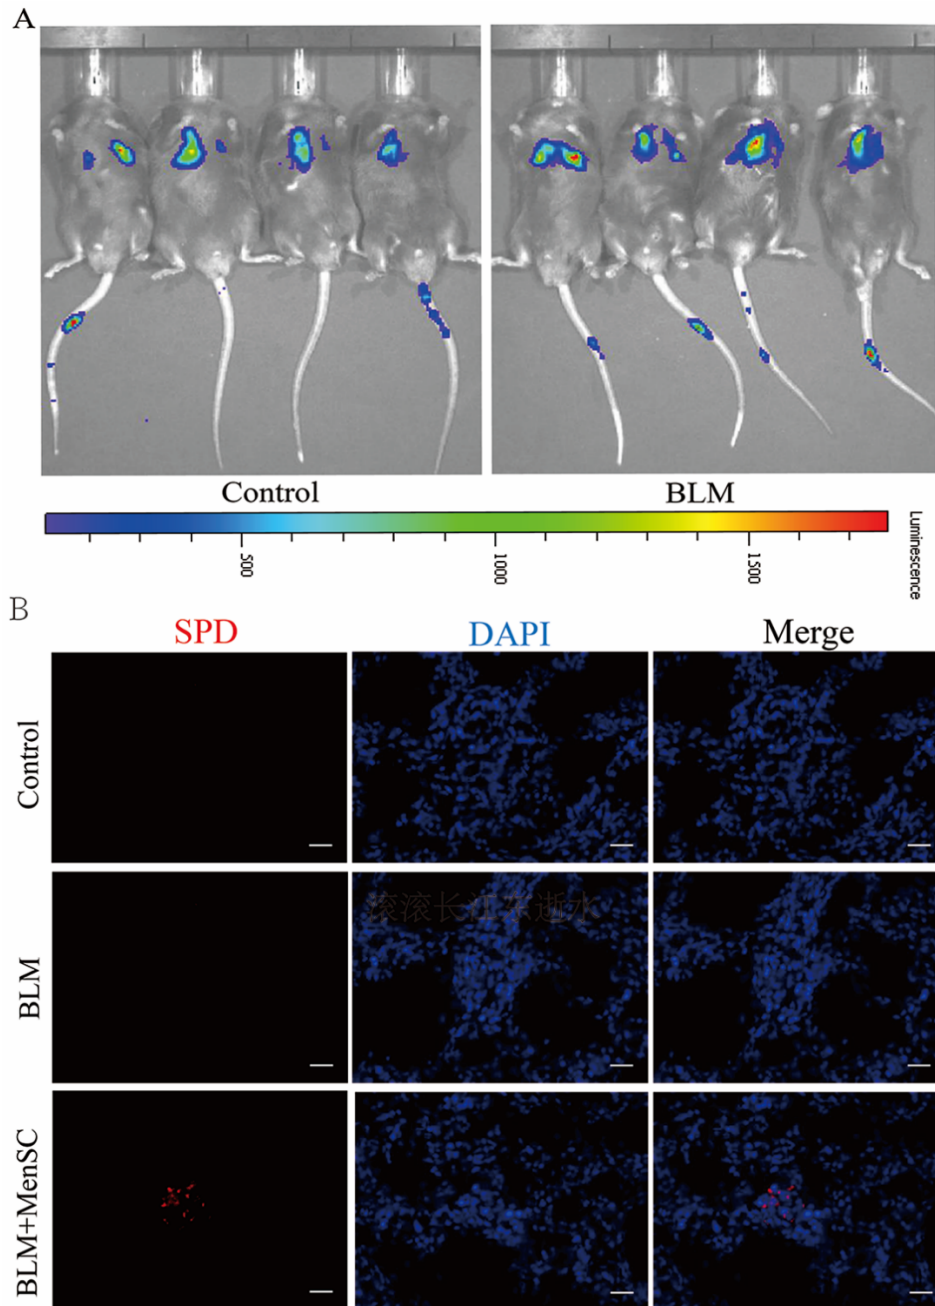 A
Control
BLM
500
1000
1500
Luminescence
B
SPD
DAPI
Merge
Control
BLM
滚滚长江东逝水
BLM+MenSC